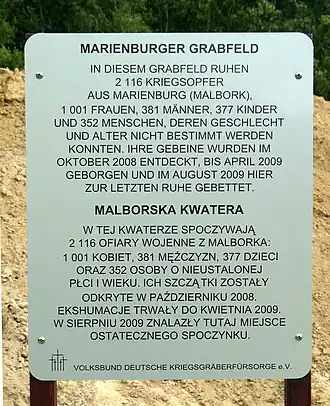 MARIENBURGER GRABFELD
IN DIESEM GRABFELD RUHEN
2 116 KRIEGSOPFER
AUS MARIENBURG (MALBORK),
1 001 FRAUEN, 381 MÄNNER, 377 KINDER
UND 352 MENSCHEN, DEREN GESCHLECHT
UND ALTER NICHT BESTIMMT WERDEN
KONNTEN. IHRE GEBEINE WURDEN IM
OKTOBER 2008 ENTDECKT, BIS APRIL 2009
GEBORGEN UND IM AUGUST 2009 HIER
ZUR LETZTEN RUHE GEBETTET.
MALBORSKA KWATERA
W TEJ KWATERZE SPOCZYWAJĄ
2 116 OFIARY WOJENNE Z MALBORKA:
1 001 KOBIET, 381 MĘŻCZYZN, 377 DZIECI
ORAZ 352 OSOBY O NIEUSTALONEJ
PŁCI I WIEKU. ICH SZCZĄTKI ZOSTAŁY
ODKRYTE W PAŹDZIERNIKU 2008.
EKSHUMACJE TRWAŁY DO KWIETNIA 2009.
W SIERPNIU 2009 ZNALAZŁY TUTAJ MIEJSCE
OSTATECZNEGO SPOCZYNKU.
VOLKSBUND DEUTSCHE KRIEGSGRÄBERFÜRSORGE e.V.